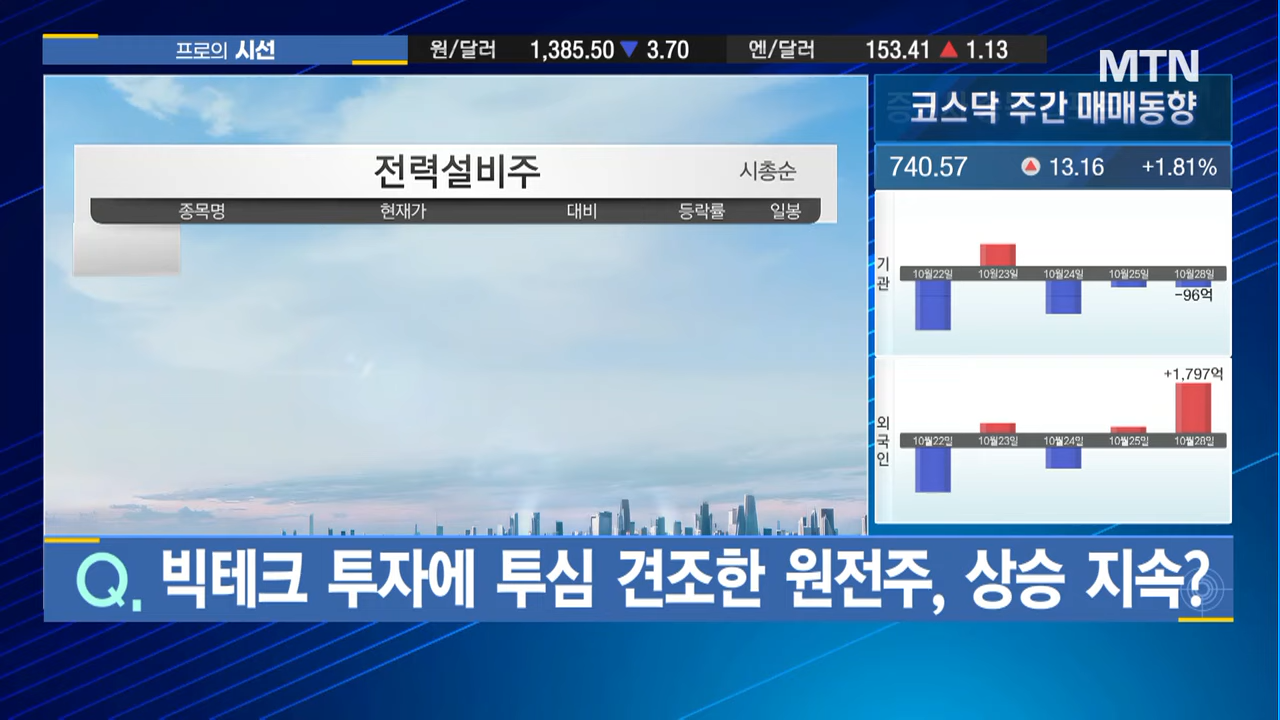 프로의 시선
원/달러 1,385.50 ▼ 3.70 엔/달러 153.41 ▲ 1.13
MTN
코스닥 주간 매매동향
740.57 ▲ 13.16 +1.81%
전력설비주 시총순
종목명 현재가 대비 등락률 일봉
기관
10월22일 10월23일 10월24일 10월25일 10월28일
-96억
+1,797억
외국인
10월22일 10월23일 10월24일 10월25일 10월28일
Q. 빅테크 투자에 투심 견조한 원전주, 상승 지속?